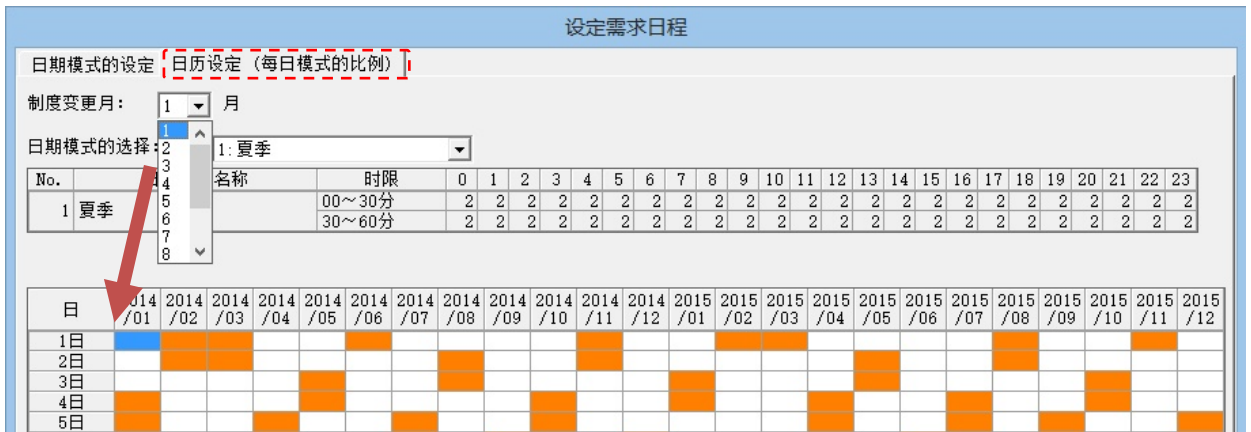 设定需求日程
日期模式的设定 日历设定（每日模式的比例）
制度变更月： 1 月
1
2
3
4
5
6
7
8
日期模式的选择： 1:夏季
No. 名称 时限 0 1 2 3 4 5 6 7 8 9 10 11 12 13 14 15 16 17 18 19 20 21 22 23
1 夏季 00～30分 2 2 2 2 2 2 2 2 2 2 2 2 2 2 2 2 2 2 2 2 2 2 2 2
30～60分 2 2 2 2 2 2 2 2 2 2 2 2 2 2 2 2 2 2 2 2 2 2 2 2
日 2014 2014 2014 2014 2014 2014 2014 2014 2014 2014 2014 2015 2015 2015 2015 2015 2015 2015 2015 2015 2015 2015 2015
/01 /02 /03 /04 /05 /06 /07 /08 /09 /10 /11 /12 /01 /02 /03 /04 /05 /06 /07 /08 /09 /10 /11 /12
1日
2日
3日
4日
5日